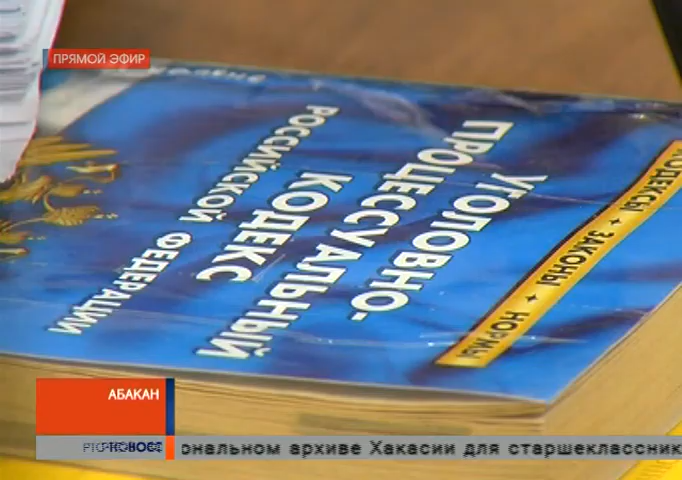 ПРЯМОЙ ЭФИР
КОДЕКСЫ ✦ ЗАКОНЫ ✦ НОРМЫ
УГОЛОВНО-
ПРОЦЕССУАЛЬНЫЙ
КОДЕКС
РОССИЙСКОЙ ФЕДЕРАЦИИ
АБАКАН
ональном архиве Хакасии для старшеклассник